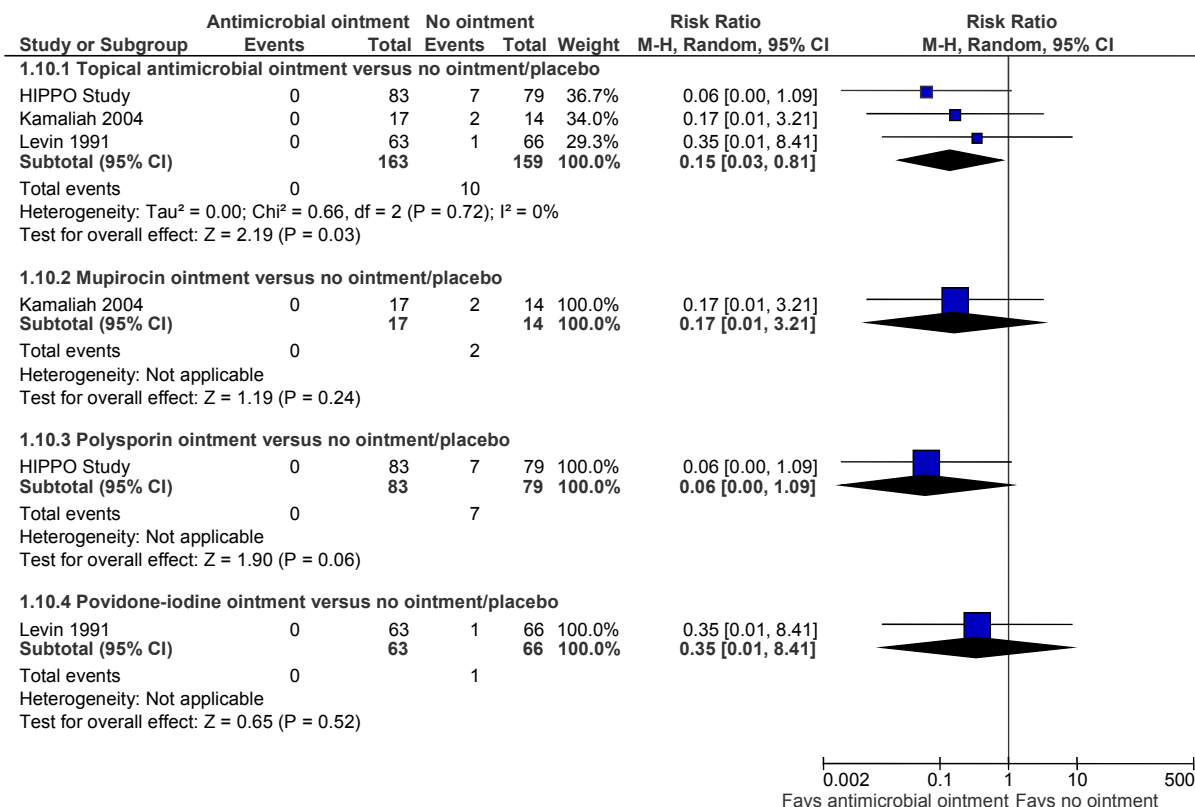 Antimicrobial ointment No ointment Risk Ratio Risk Ratio
Study or Subgroup Events Total Events Total Weight M-H, Random, 95% CI M-H, Random, 95% CI
1.10.1 Topical antimicrobial ointment versus no ointment/placebo
HIPPO Study 0 83 7 79 36.7% 0.06 [0.00, 1.09]
Kamaliah 2004 0 17 2 14 34.0% 0.17 [0.01, 3.21]
Levin 1991 0 63 1 66 29.3% 0.35 [0.01, 8.41]
Subtotal (95% CI) 163 159 100.0% 0.15 [0.03, 0.81]
Total events 0 10
Heterogeneity: Tau² = 0.00; Chi² = 0.66, df = 2 (P = 0.72); I² = 0%
Test for overall effect: Z = 2.19 (P = 0.03)
1.10.2 Mupirocin ointment versus no ointment/placebo
Kamaliah 2004 0 17 2 14 100.0% 0.17 [0.01, 3.21]
Subtotal (95% CI) 17 14 100.0% 0.17 [0.01, 3.21]
Total events 0 2
Heterogeneity: Not applicable
Test for overall effect: Z = 1.19 (P = 0.24)
1.10.3 Polysporin ointment versus no ointment/placebo
HIPPO Study 0 83 7 79 100.0% 0.06 [0.00, 1.09]
Subtotal (95% CI) 83 79 100.0% 0.06 [0.00, 1.09]
Total events 0 7
Heterogeneity: Not applicable
Test for overall effect: Z = 1.90 (P = 0.06)
1.10.4 Povidone-iodine ointment versus no ointment/placebo
Levin 1991 0 63 1 66 100.0% 0.35 [0.01, 8.41]
Subtotal (95% CI) 63 66 100.0% 0.35 [0.01, 8.41]
Total events 0 1
Heterogeneity: Not applicable
Test for overall effect: Z = 0.65 (P = 0.52)
0.002 0.1 1 10 500
Favs antimicrobial ointment Favs no ointment